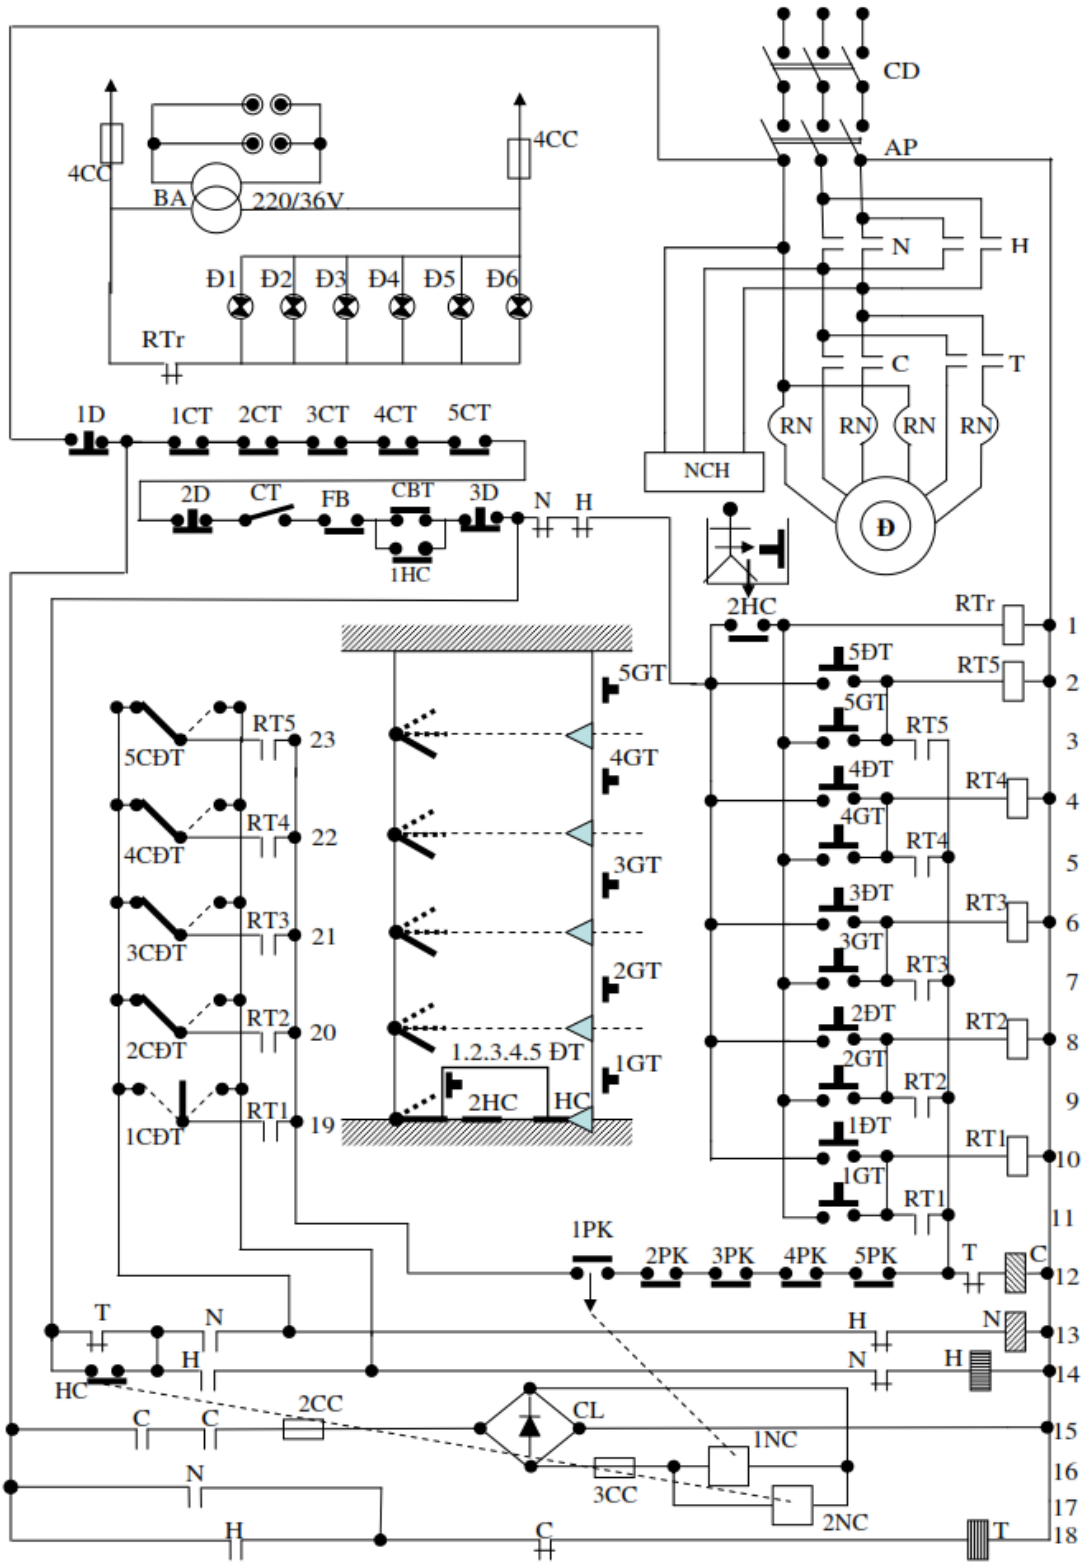 CD
AP
4CC
4CC
BA
220/36V
N
H
Đ1
Đ2
Đ3
Đ4
Đ5
Đ6
RTr
C
T
1D
1CT
2CT
3CT
4CT
5CT
RN
RN
RN
RN
NCH
2D
CT
FB
CBT
3D
N
H
1HC
Đ
2HC
RTr
1
5ĐT
RT5
2
5GT
5GT
RT5
3
RT5
23
5CĐT
4GT
4ĐT
RT4
4
4GT
RT4
22
4CĐT
RT4
5
3GT
3ĐT
RT3
6
3GT
RT3
21
3CĐT
RT3
7
2GT
2ĐT
RT2
8
RT2
20
2CĐT
1.2.3.4.5 ĐT
2GT
1GT
RT2
9
2HC
HC
RT1
19
1CĐT
1ĐT
RT1
10
1GT
RT1
11
1PK
2PK
3PK
4PK
5PK
T
C
12
T
N
H
N
13
H
N
H
14
HC
2CC
CL
C
C
15
1NC
16
N
3CC
17
2NC
H
C
T
18